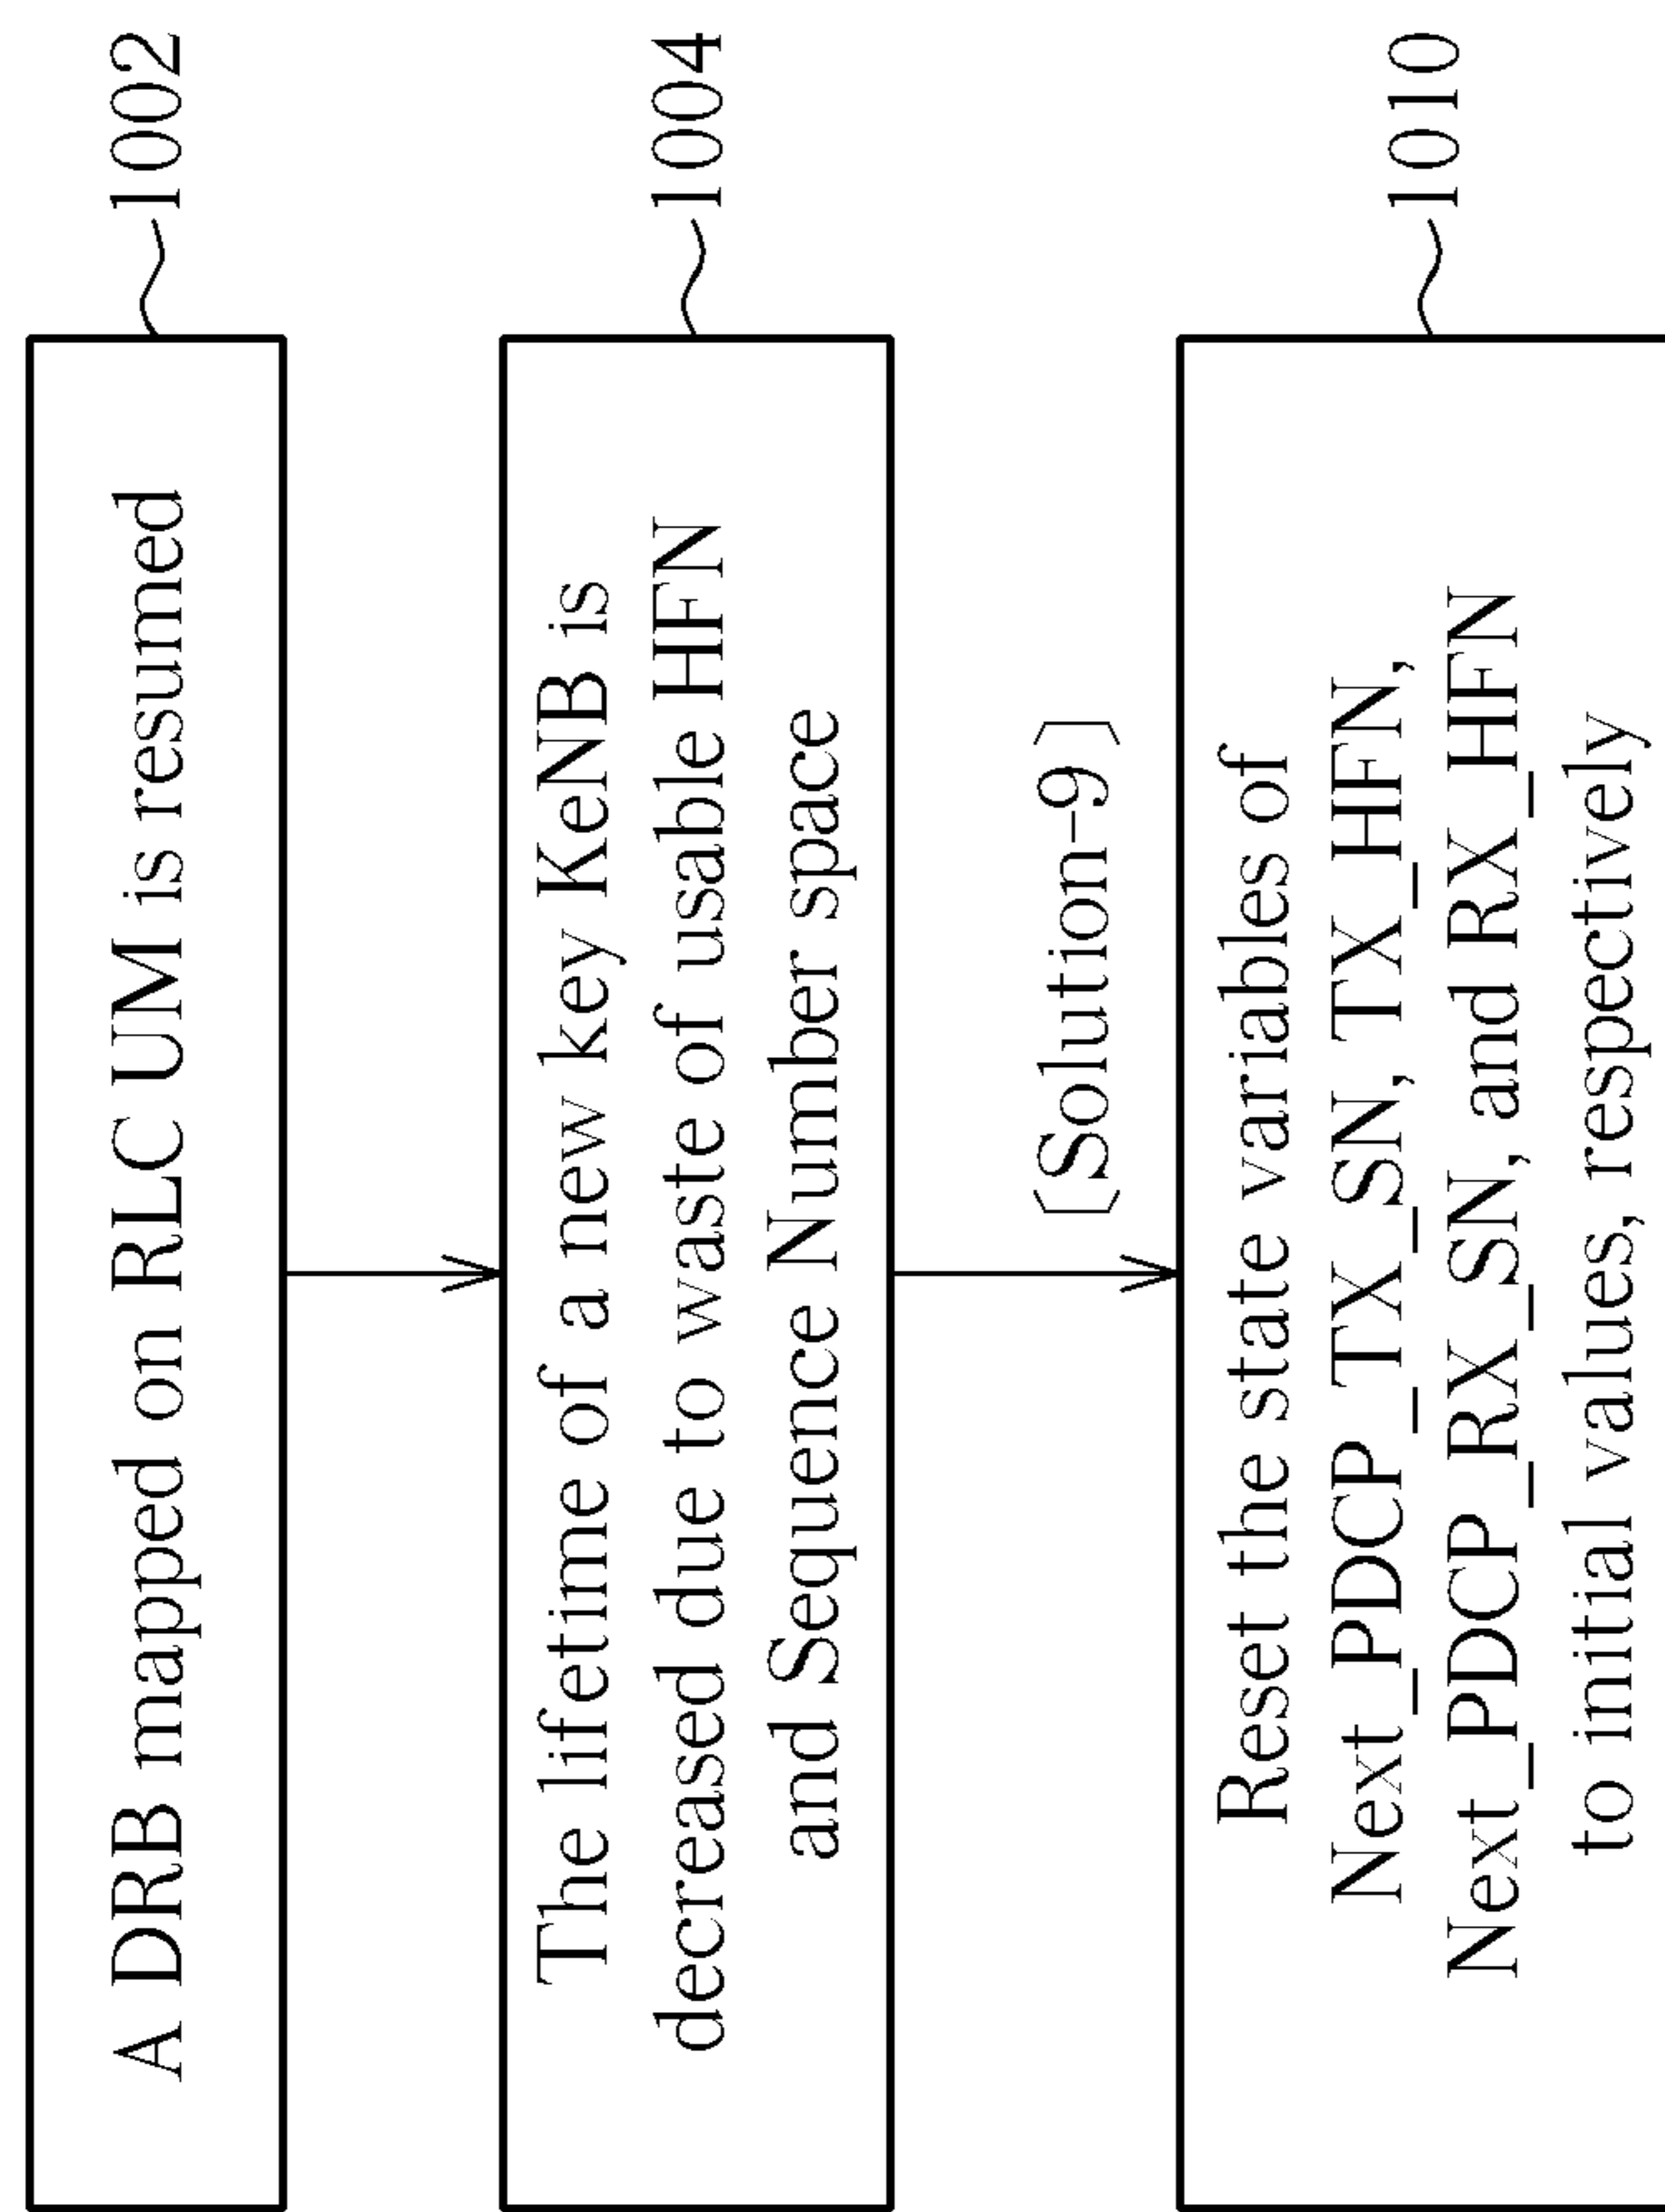 A DRB mapped on RLC UM is resumed
1002
The lifetime of a new key KeNB is
decreased due to waste of usable HFN
and Sequence Number space
1004
(Solution-9)
Reset the state variables of
Next_PDCP_TX_SN, TX_HFN,
Next_PDCP_RX_SN, and RX_HFN
to initial values, respectively
1010